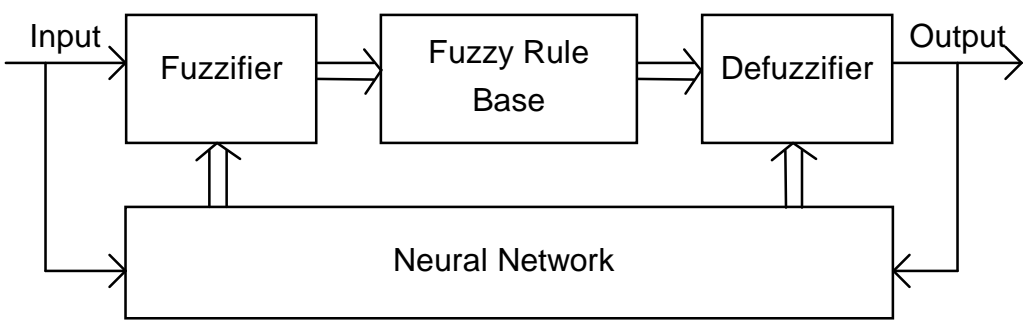 Input
Fuzzifier
Fuzzy Rule
Base
Defuzzifier
Output
Neural Network